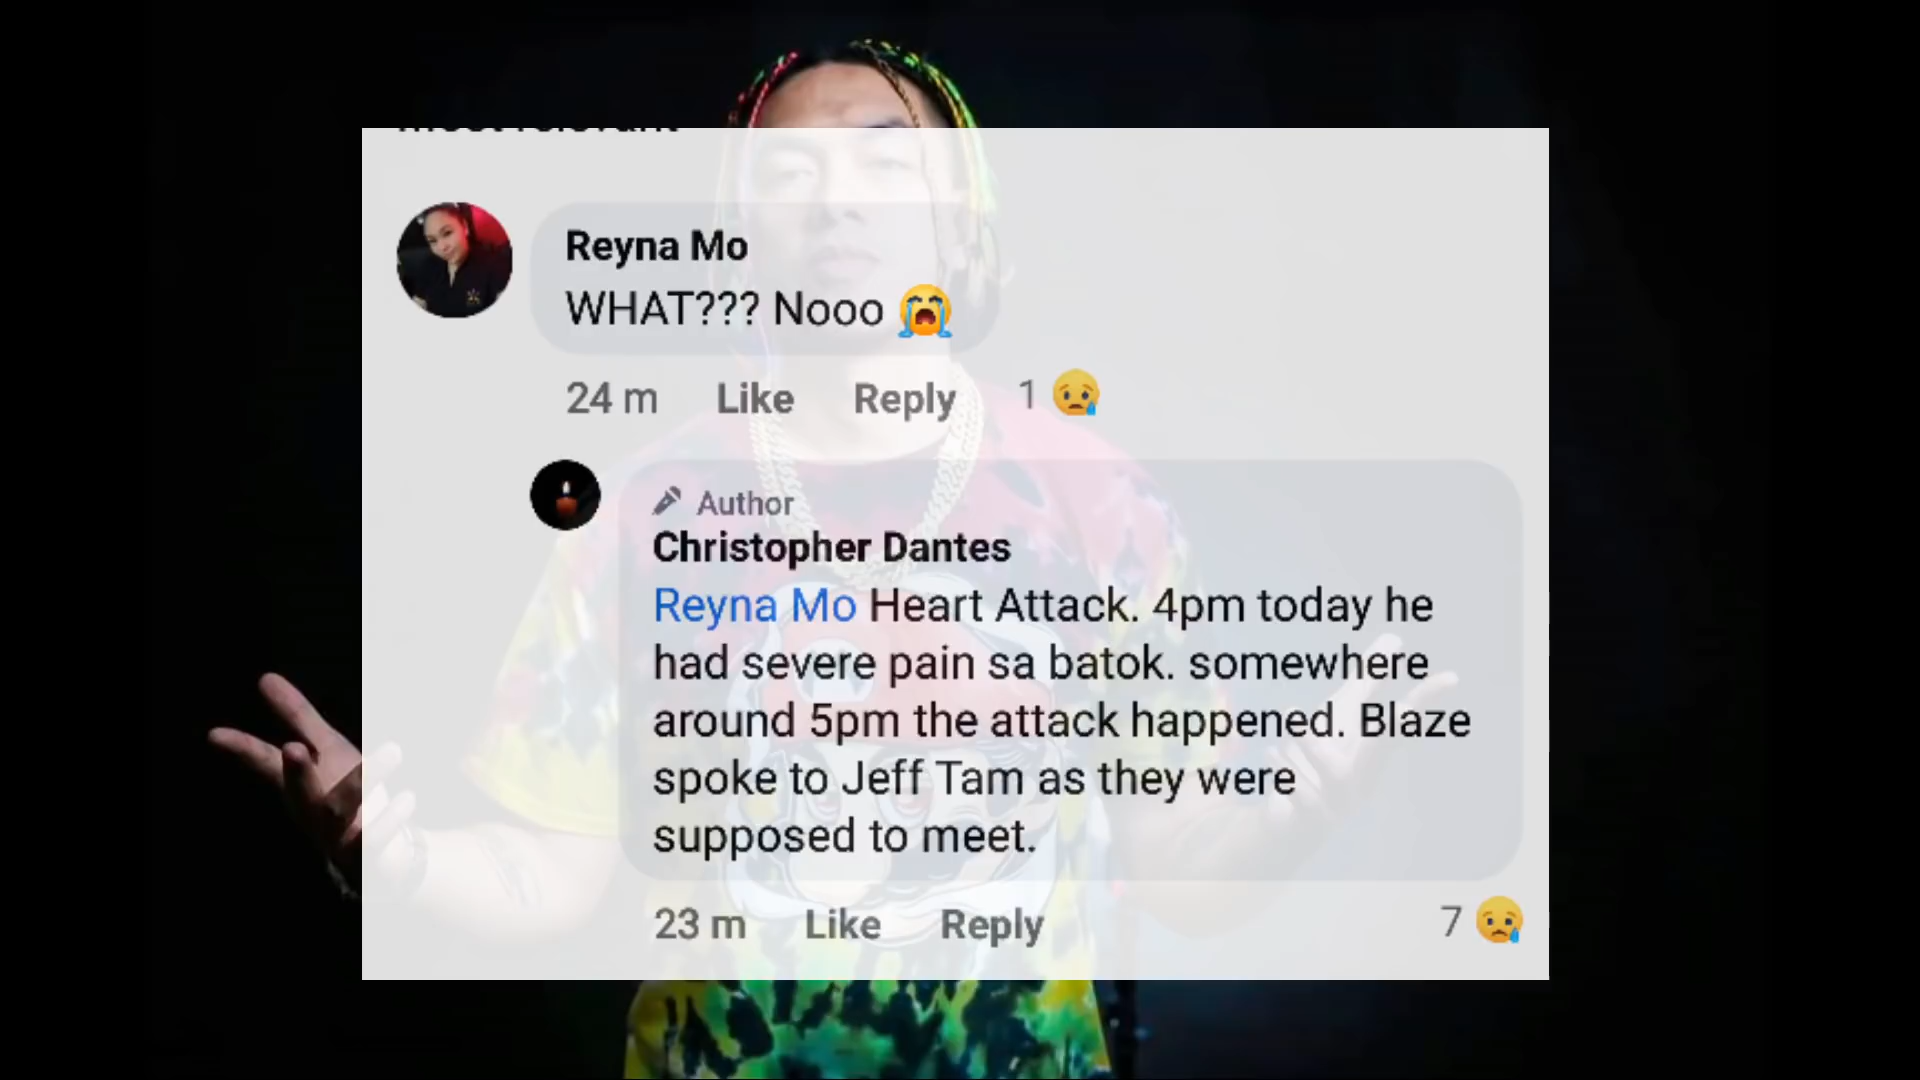 Reyna Mo
WHAT??? Nooo 😭
24 m Like Reply 1 😢
Author
Christopher Dantes
Reyna Mo Heart Attack. 4pm today he
had severe pain sa batok. somewhere
around 5pm the attack happened. Blaze
spoke to Jeff Tam as they were
supposed to meet.
23 m Like Reply 7 😢